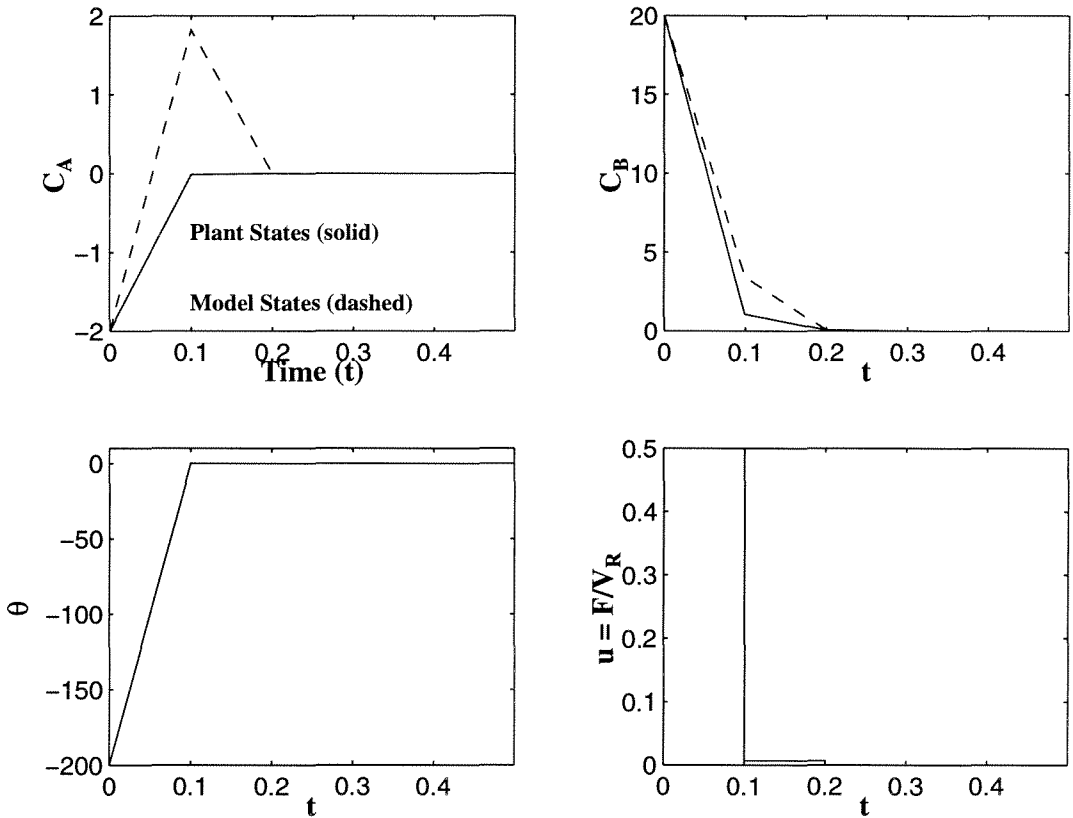 2
1
0
−1
−2
C_A
Plant States (solid)
Model States (dashed)
0 0.1 0.2 0.3 0.4
Time (t)
20
15
10
5
0
C_B
0 0.1 0.2 0.3 0.4
t
0
−50
−100
−150
−200
θ
0 0.1 0.2 0.3 0.4
t
0.5
0.4
0.3
0.2
0.1
0
u = F/V_R
0 0.1 0.2 0.3 0.4
t